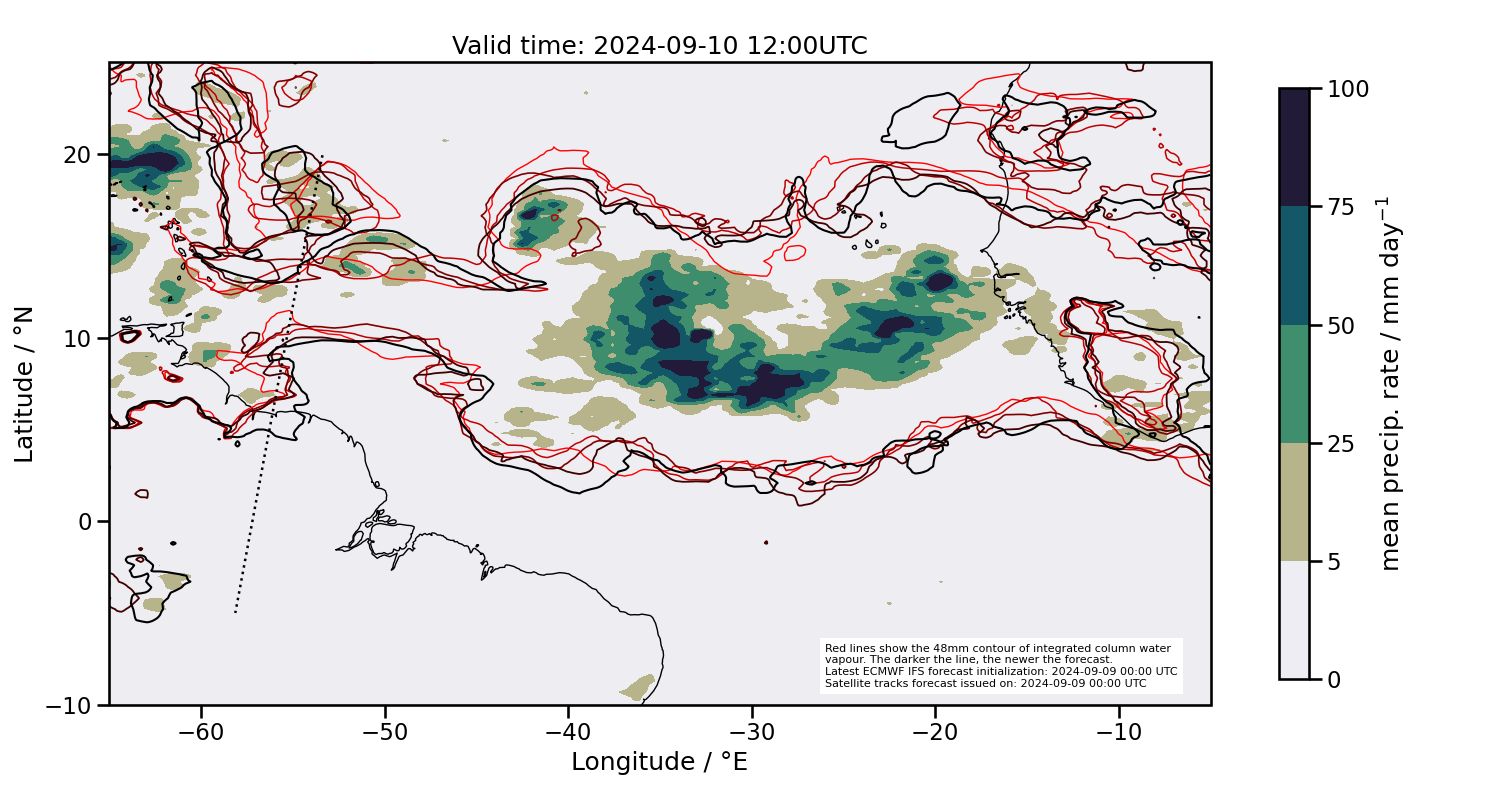 Valid time: 2024-09-10 12:00UTC
Latitude / °N
20
10
0
−10
−60
−50
−40
−30
−20
−10
Longitude / °E
Red lines show the 48mm contour of integrated column water
vapour. The darker the line, the newer the forecast.
Latest ECMWF IFS forecast initialization: 2024-09-09 00:00 UTC
Satellite tracks forecast issued on: 2024-09-09 00:00 UTC
100
75
50
25
5
0
mean precip. rate / mm day⁻¹